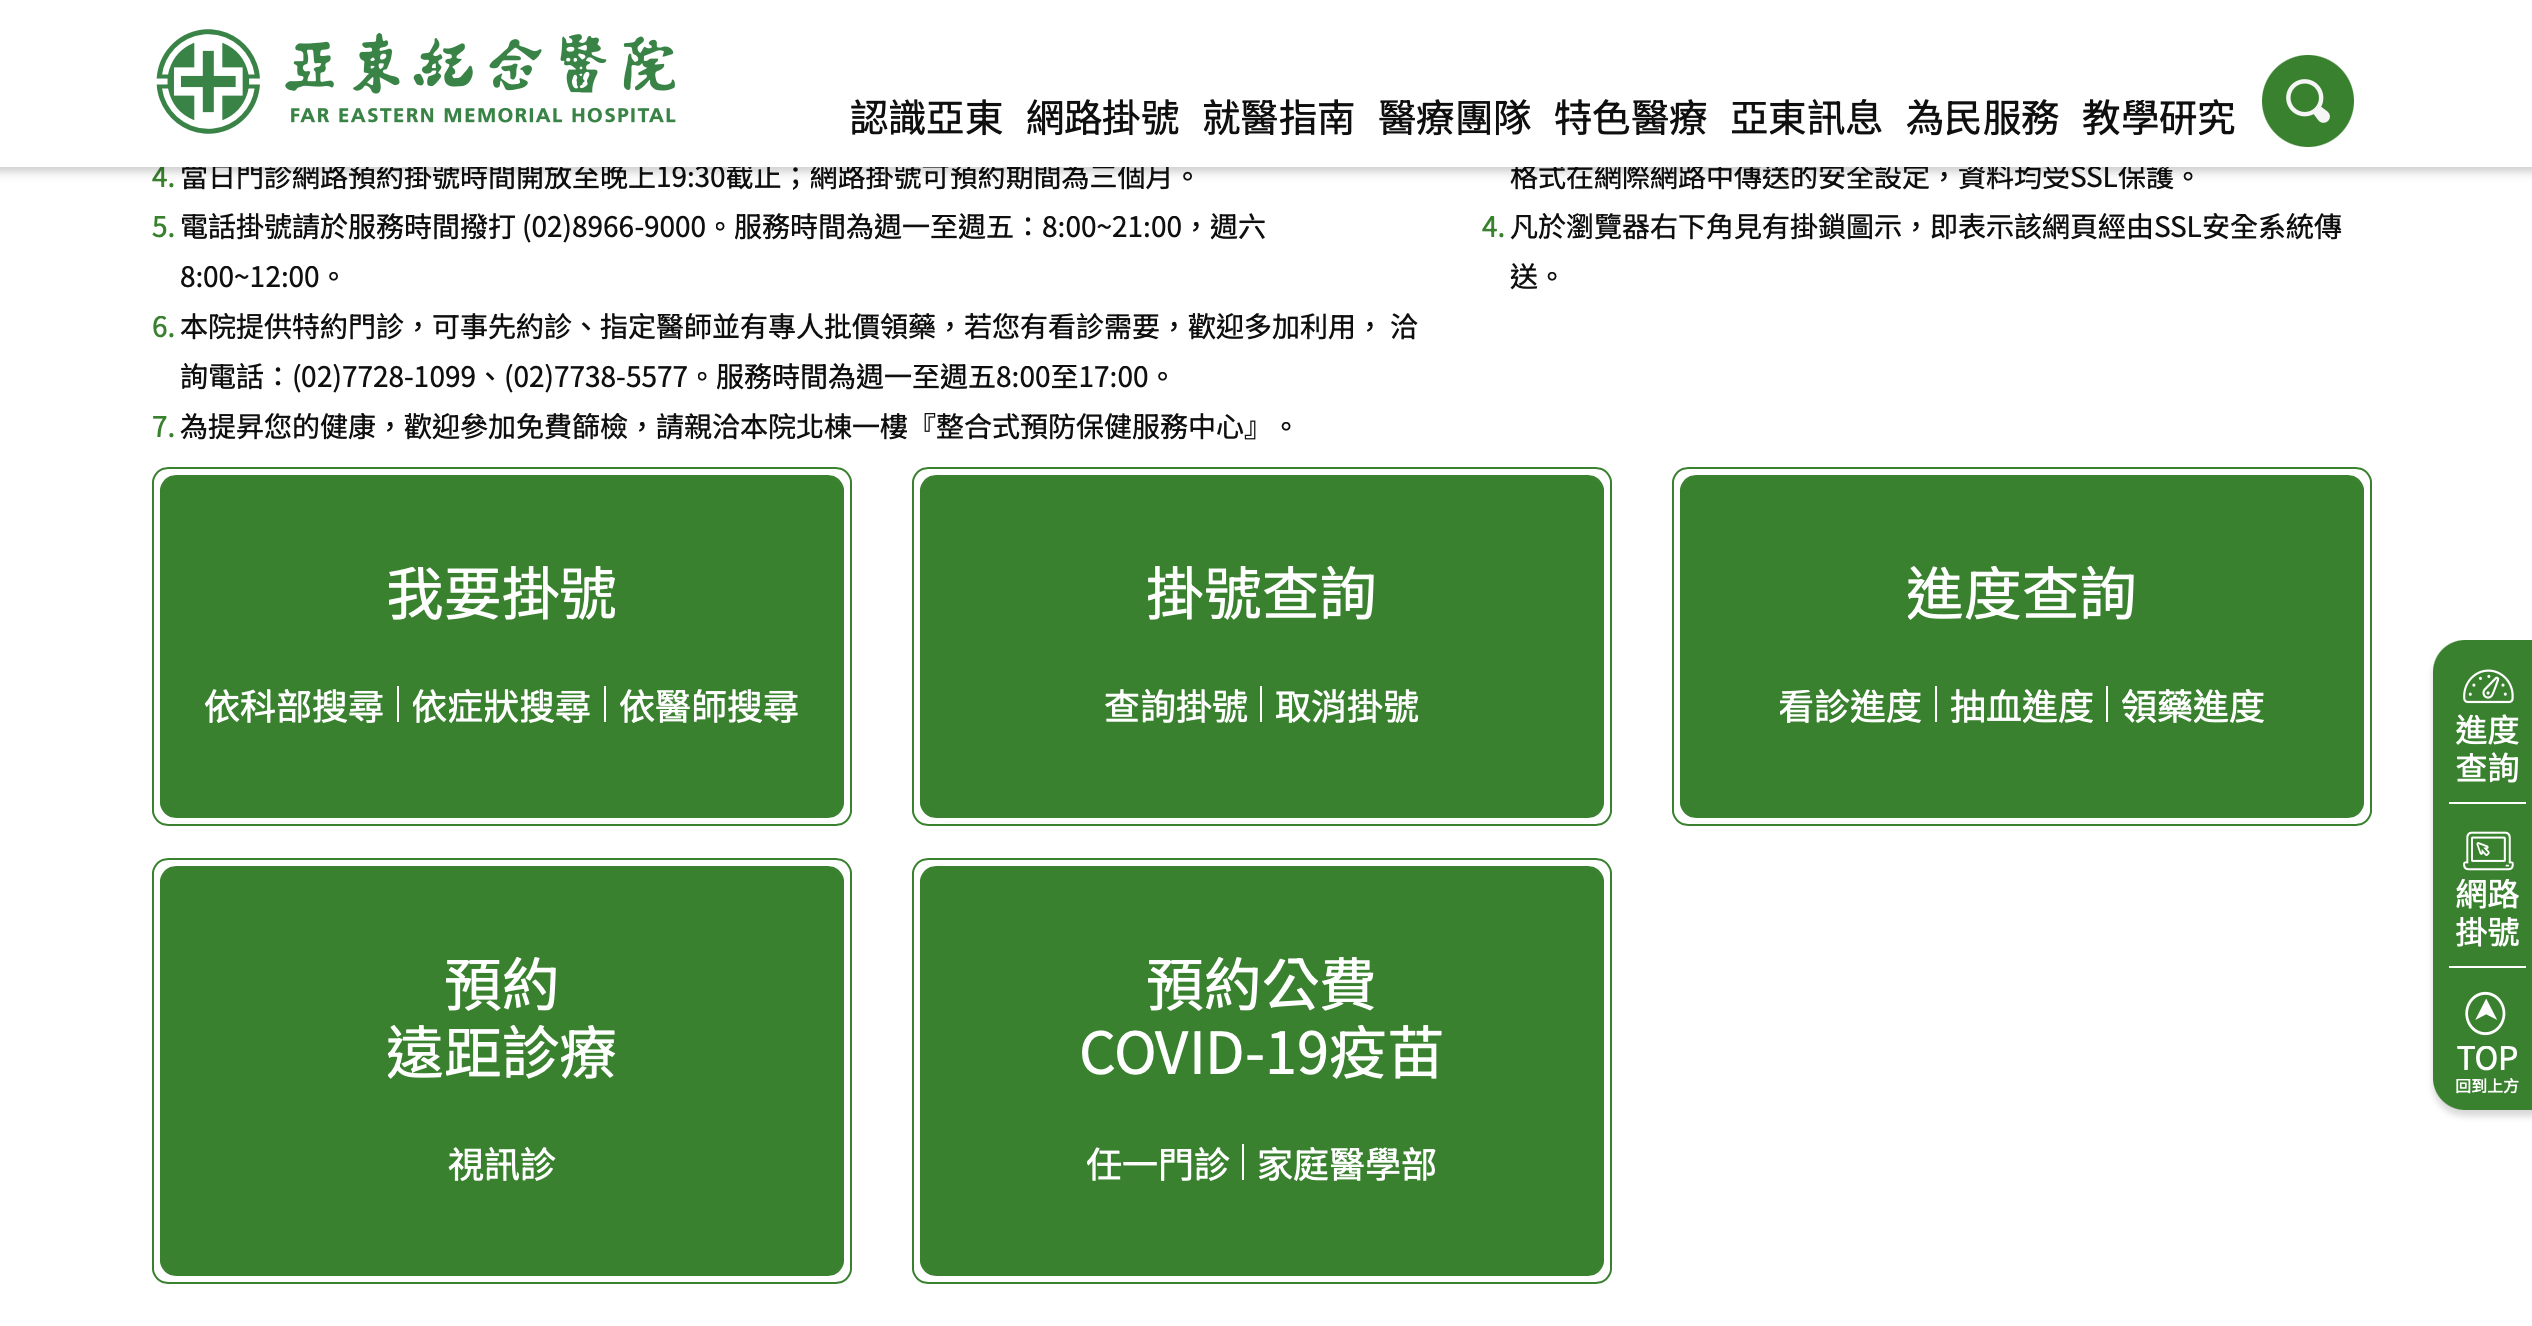 亞東紀念醫院
FAR EASTERN MEMORIAL HOSPITAL
認識亞東 網路掛號 就醫指南 醫療團隊 特色醫療 亞東訊息 為民服務 教學研究
4. 當日門診網路預約掛號時間開放至晚上19:30截止；網路掛號可預約期間為三個月。
5. 電話掛號請於服務時間撥打 (02)8966-9000。服務時間為週一至週五：8:00~21:00，週六
8:00~12:00。
6. 本院提供特約門診，可事先約診、指定醫師並有專人批價領藥，若您有看診需要，歡迎多加利用， 洽
詢電話：(02)7728-1099、(02)7738-5577。服務時間為週一至週五8:00至17:00。
7. 為提昇您的健康，歡迎參加免費篩檢，請親洽本院北棟一樓『整合式預防保健服務中心』。
格式在網際網路中傳送的安全設定，資料均受SSL保護。
4. 凡於瀏覽器右下角見有掛鎖圖示，即表示該網頁經由SSL安全系統傳
送。
我要掛號
依科部搜尋 | 依症狀搜尋 | 依醫師搜尋
掛號查詢
查詢掛號 | 取消掛號
進度查詢
看診進度 | 抽血進度 | 領藥進度
預約
遠距診療
視訊診
預約公費
COVID-19疫苗
任一門診 | 家庭醫學部
進度
查詢
網路
掛號
TOP
回到上方